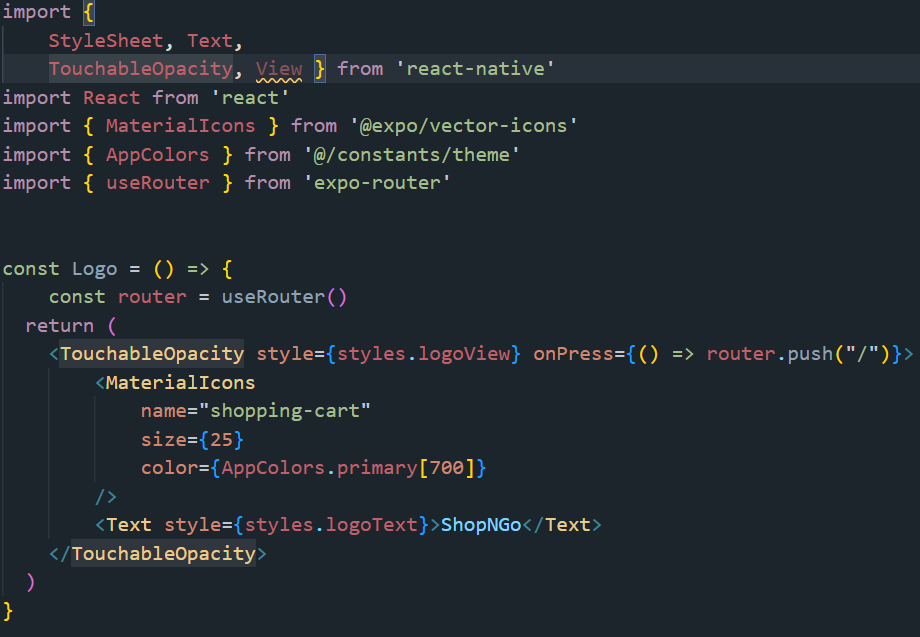 import {
    StyleSheet, Text,
    TouchableOpacity, View } from 'react-native'
import React from 'react'
import { MaterialIcons } from '@expo/vector-icons'
import { AppColors } from '@/constants/theme'
import { useRouter } from 'expo-router'


const Logo = () => {
    const router = useRouter()
  return (
    <TouchableOpacity style={styles.logoView} onPress={() => router.push("/")}>
        <MaterialIcons
            name="shopping-cart"
            size={25}
            color={AppColors.primary[700]}
        />
        <Text style={styles.logoText}>ShopNGo</Text>
    </TouchableOpacity>
  )
}